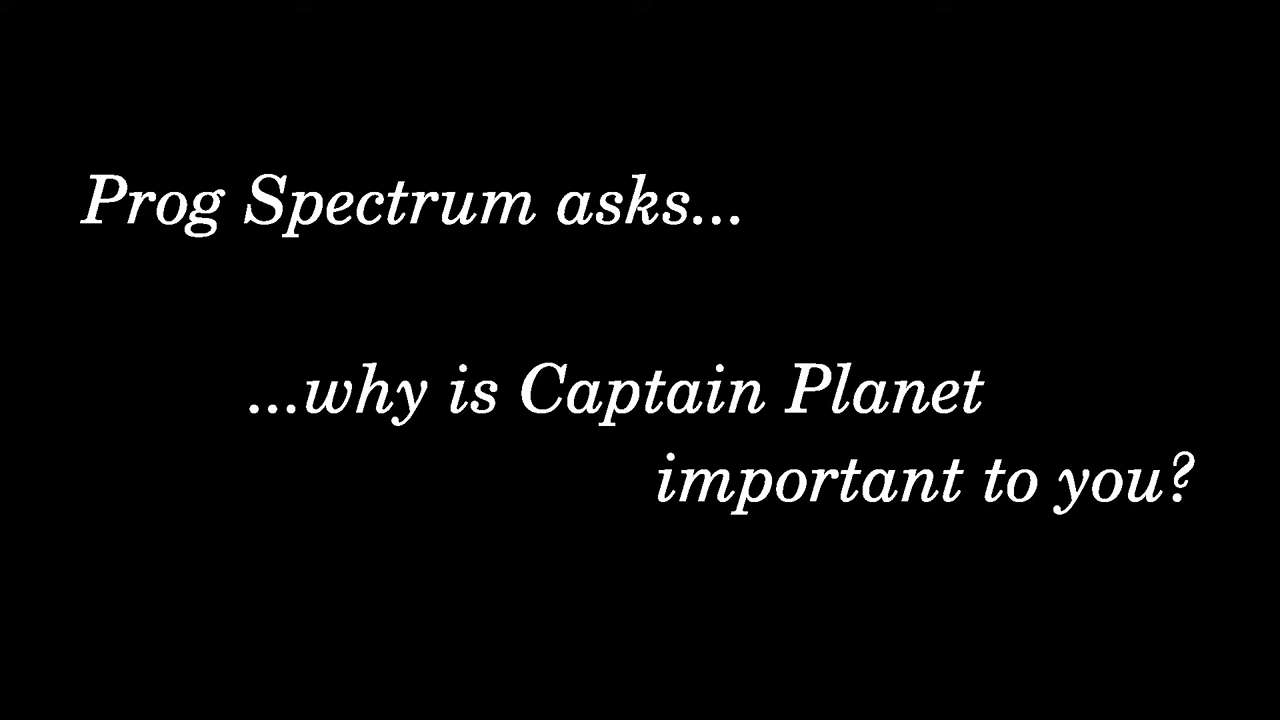 Prog Spectrum asks...
...why is Captain Planet
important to you?